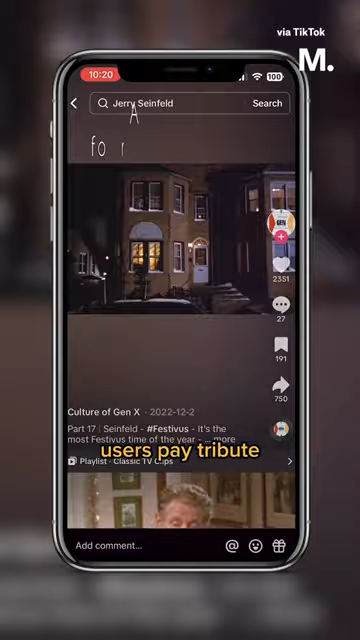 via TikTok
M.
10:20
100
Jerry Seinfeld
Search
A
for
GEN
2351
27
191
750
Culture of Gen X · 2022-12-2
Part 17 | Seinfeld - #Festivus - It's the
most Festivus time of the year - ... more
users pay tribute
Playlist · Classic TV Clips
Add comment...